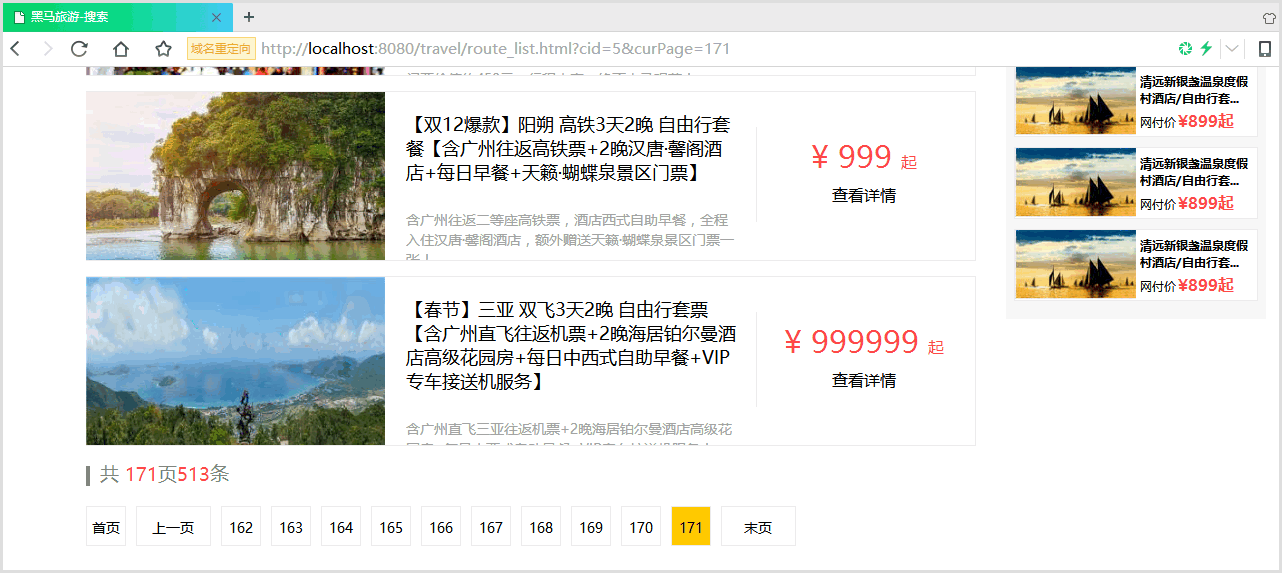 黑马旅游-搜索
域名重定向 http://localhost:8080/travel/route_list.html?cid=5&curPage=171
【双12爆款】阳朔 高铁3天2晚 自由行套
餐【含广州往返高铁票+2晚汉唐·馨阁酒
店+每日早餐+天籁·蝴蝶泉景区门票】
含广州往返二等座高铁票，酒店西式自助早餐，全程
入住汉唐·馨阁酒店，额外赠送天籁·蝴蝶泉景区门票一
张！
¥ 999 起
查看详情
【春节】三亚 双飞3天2晚 自由行套票
【含广州直飞往返机票+2晚海居铂尔曼酒
店高级花园房+每日中西式自助早餐+VIP
专车接送机服务】
含广州直飞三亚往返机票+2晚海居铂尔曼酒店高级花
¥ 999999 起
查看详情
共 171页513条
首页 上一页 162 163 164 165 166 167 168 169 170 171 末页
清远新银盏温泉度假
村酒店/自由行套...
网付价¥899起
清远新银盏温泉度假
村酒店/自由行套...
网付价¥899起
清远新银盏温泉度假
村酒店/自由行套...
网付价¥899起